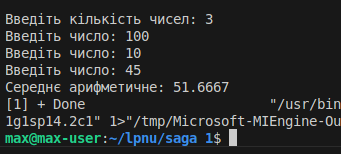 Введіть кількість чисел: 3
Введіть число: 100
Введіть число: 10
Введіть число: 45
Середнє арифметичне: 51.6667
[1] + Done "/usr/bin
1g1sp14.2c1" 1>"/tmp/Microsoft-MIEngine-Ou
max@max-user:~/lpnu/saga 1$